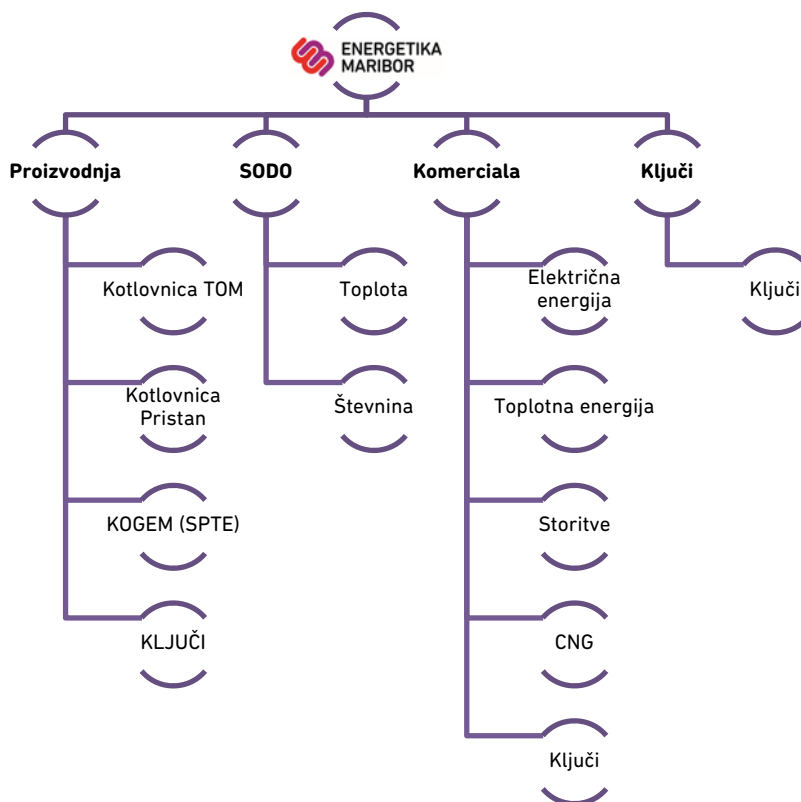 ENERGETIKA
MARIBOR
Proizvodnja
SODO
Komerciala
Ključi
Kotlovnica TOM
Toplota
Električna
energija
Ključi
Kotlovnica
Pristan
Števnina
Toplotna energija
KOGEM (SPTE)
Storitve
KLJUČI
CNG
Ključi